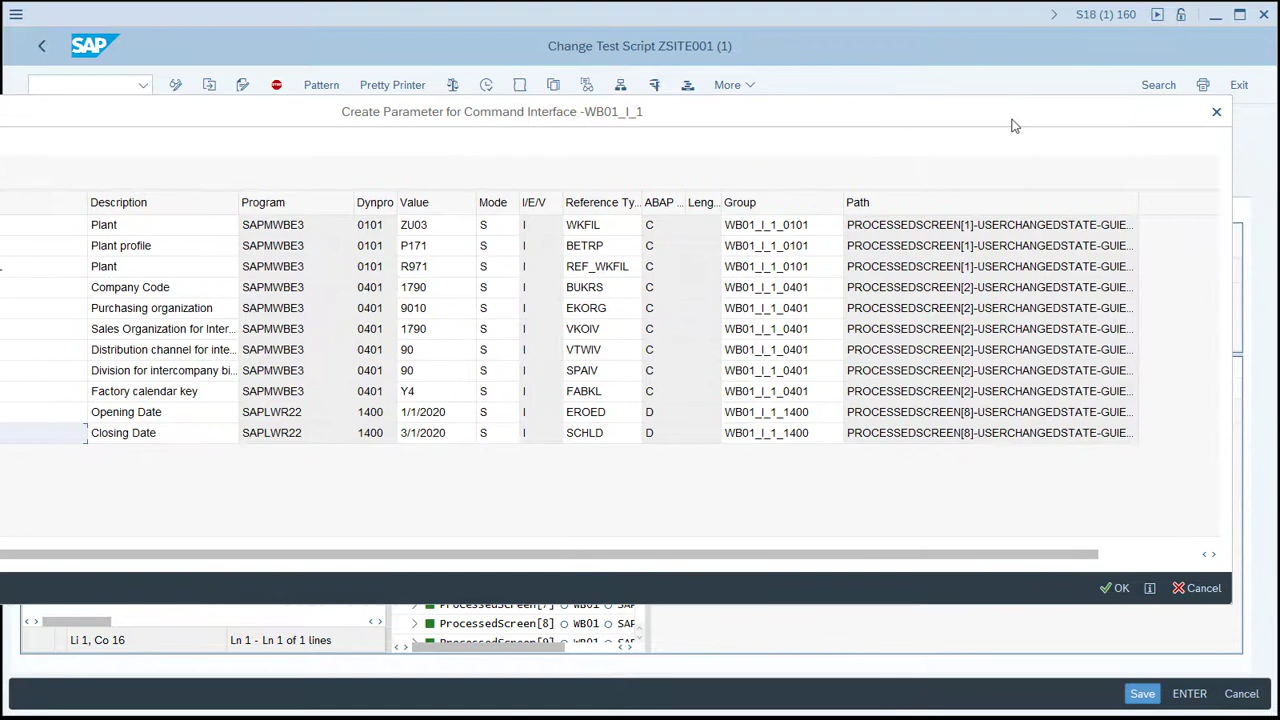 S18 (1) 160
SAP
Change Test Script ZSITE001 (1)
Pattern Pretty Printer More Search Exit
Create Parameter for Command Interface -WB01_I_1
Description Program Dynpro Value Mode I/E/V Reference Ty... ABAP ... Leng... Group Path
Plant SAPMWBE3 0101 ZU03 S I WKFIL C WB01_I_1_0101 PROCESSEDSCREEN[1]-USERCHANGEDSTATE-GUIE...
Plant profile SAPMWBE3 0101 P171 S I BETRP C WB01_I_1_0101 PROCESSEDSCREEN[1]-USERCHANGEDSTATE-GUIE...
Plant SAPMWBE3 0101 R971 S I REF_WKFIL C WB01_I_1_0101 PROCESSEDSCREEN[1]-USERCHANGEDSTATE-GUIE...
Company Code SAPMWBE3 0401 1790 S I BUKRS C WB01_I_1_0401 PROCESSEDSCREEN[2]-USERCHANGEDSTATE-GUIE...
Purchasing organization SAPMWBE3 0401 9010 S I EKORG C WB01_I_1_0401 PROCESSEDSCREEN[2]-USERCHANGEDSTATE-GUIE...
Sales Organization for Inter... SAPMWBE3 0401 1790 S I VKOIV C WB01_I_1_0401 PROCESSEDSCREEN[2]-USERCHANGEDSTATE-GUIE...
Distribution channel for inte... SAPMWBE3 0401 90 S I VTWIV C WB01_I_1_0401 PROCESSEDSCREEN[2]-USERCHANGEDSTATE-GUIE...
Division for intercompany bi... SAPMWBE3 0401 90 S I SPAIV C WB01_I_1_0401 PROCESSEDSCREEN[2]-USERCHANGEDSTATE-GUIE...
Factory calendar key SAPMWBE3 0401 Y4 S I FABKL C WB01_I_1_0401 PROCESSEDSCREEN[2]-USERCHANGEDSTATE-GUIE...
Opening Date SAPLWR22 1400 1/1/2020 S I EROED D WB01_I_1_1400 PROCESSEDSCREEN[8]-USERCHANGEDSTATE-GUIE...
Closing Date SAPLWR22 1400 3/1/2020 S I SCHLD D WB01_I_1_1400 PROCESSEDSCREEN[8]-USERCHANGEDSTATE-GUIE...
OK Cancel
ProcessedScreen[7] WB01 SAP
ProcessedScreen[8] WB01 SAP
ProcessedScreen[9] WB01 SAP
Li 1, Co 16 Ln 1 - Ln 1 of 1 lines
Save ENTER Cancel